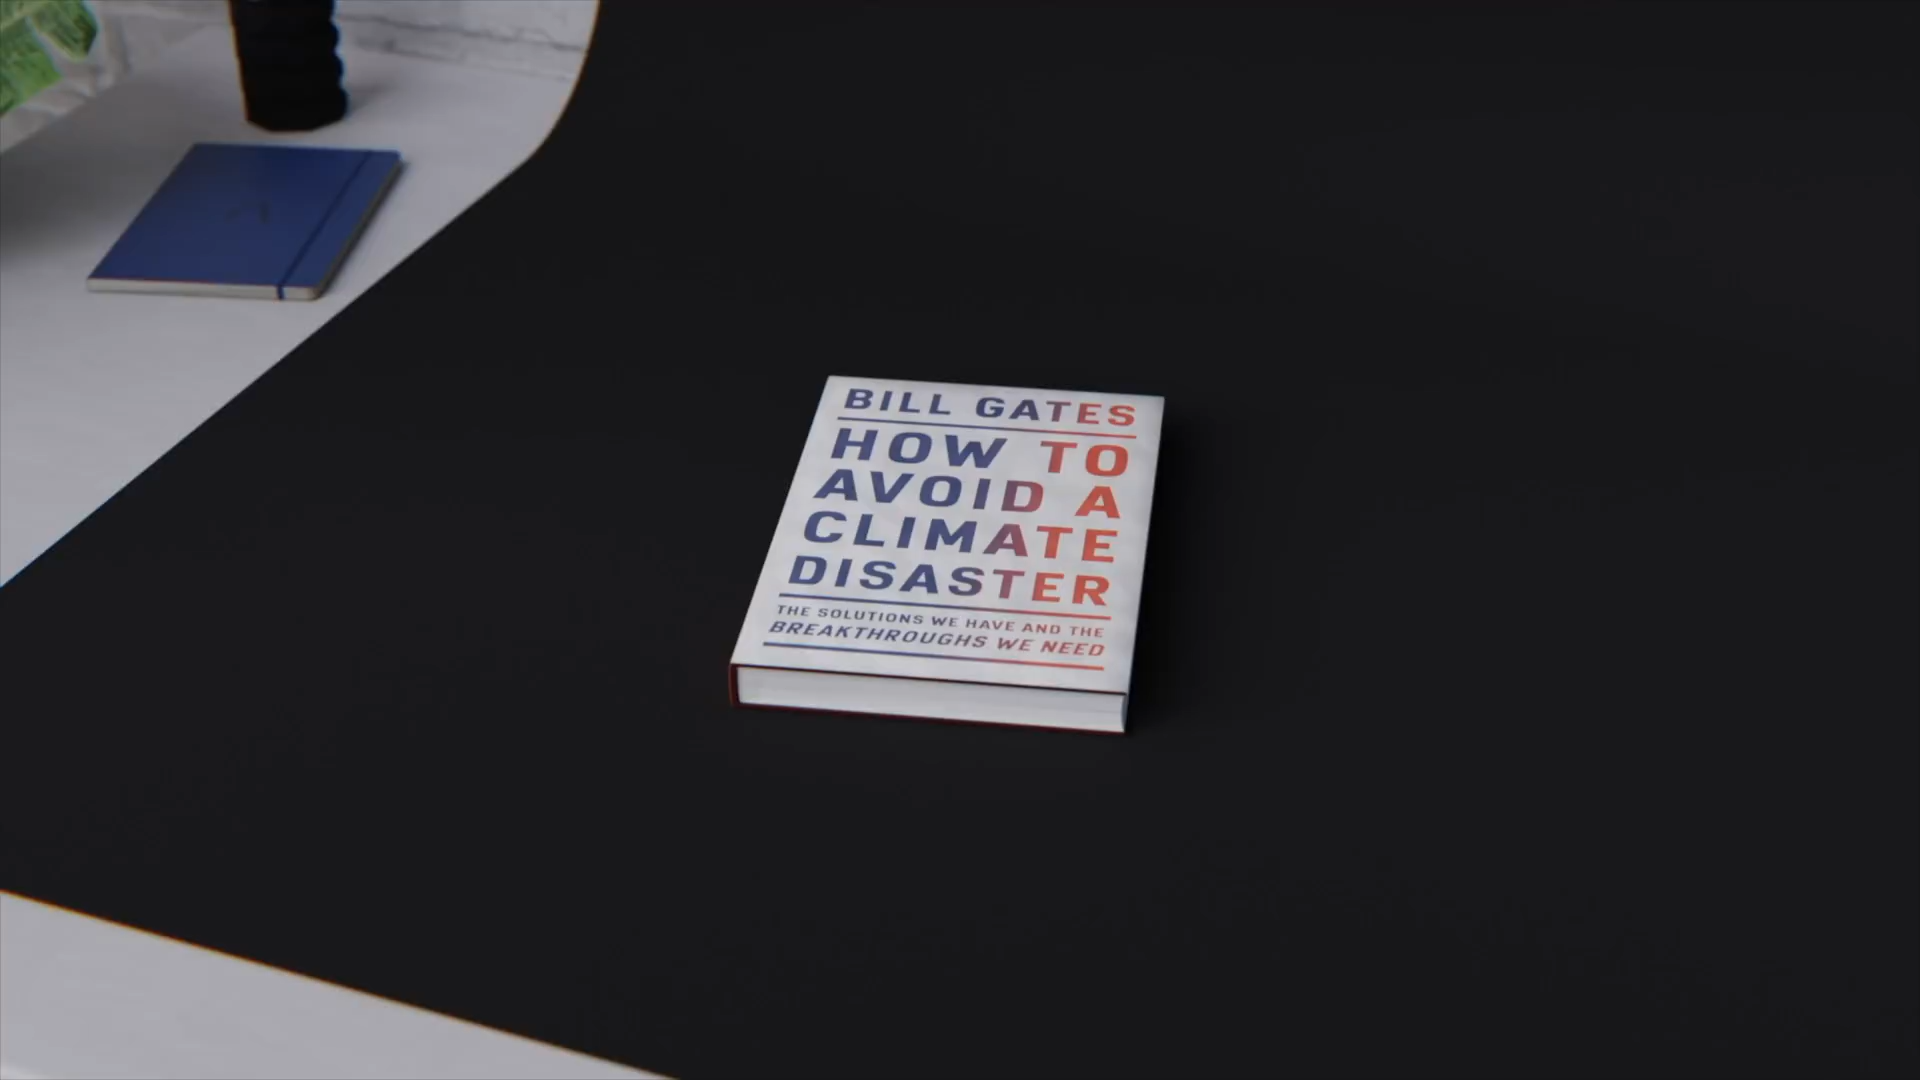 BILL GATES
HOW TO
AVOID A
CLIMATE
DISASTER
THE SOLUTIONS WE HAVE AND THE
BREAKTHROUGHS WE NEED